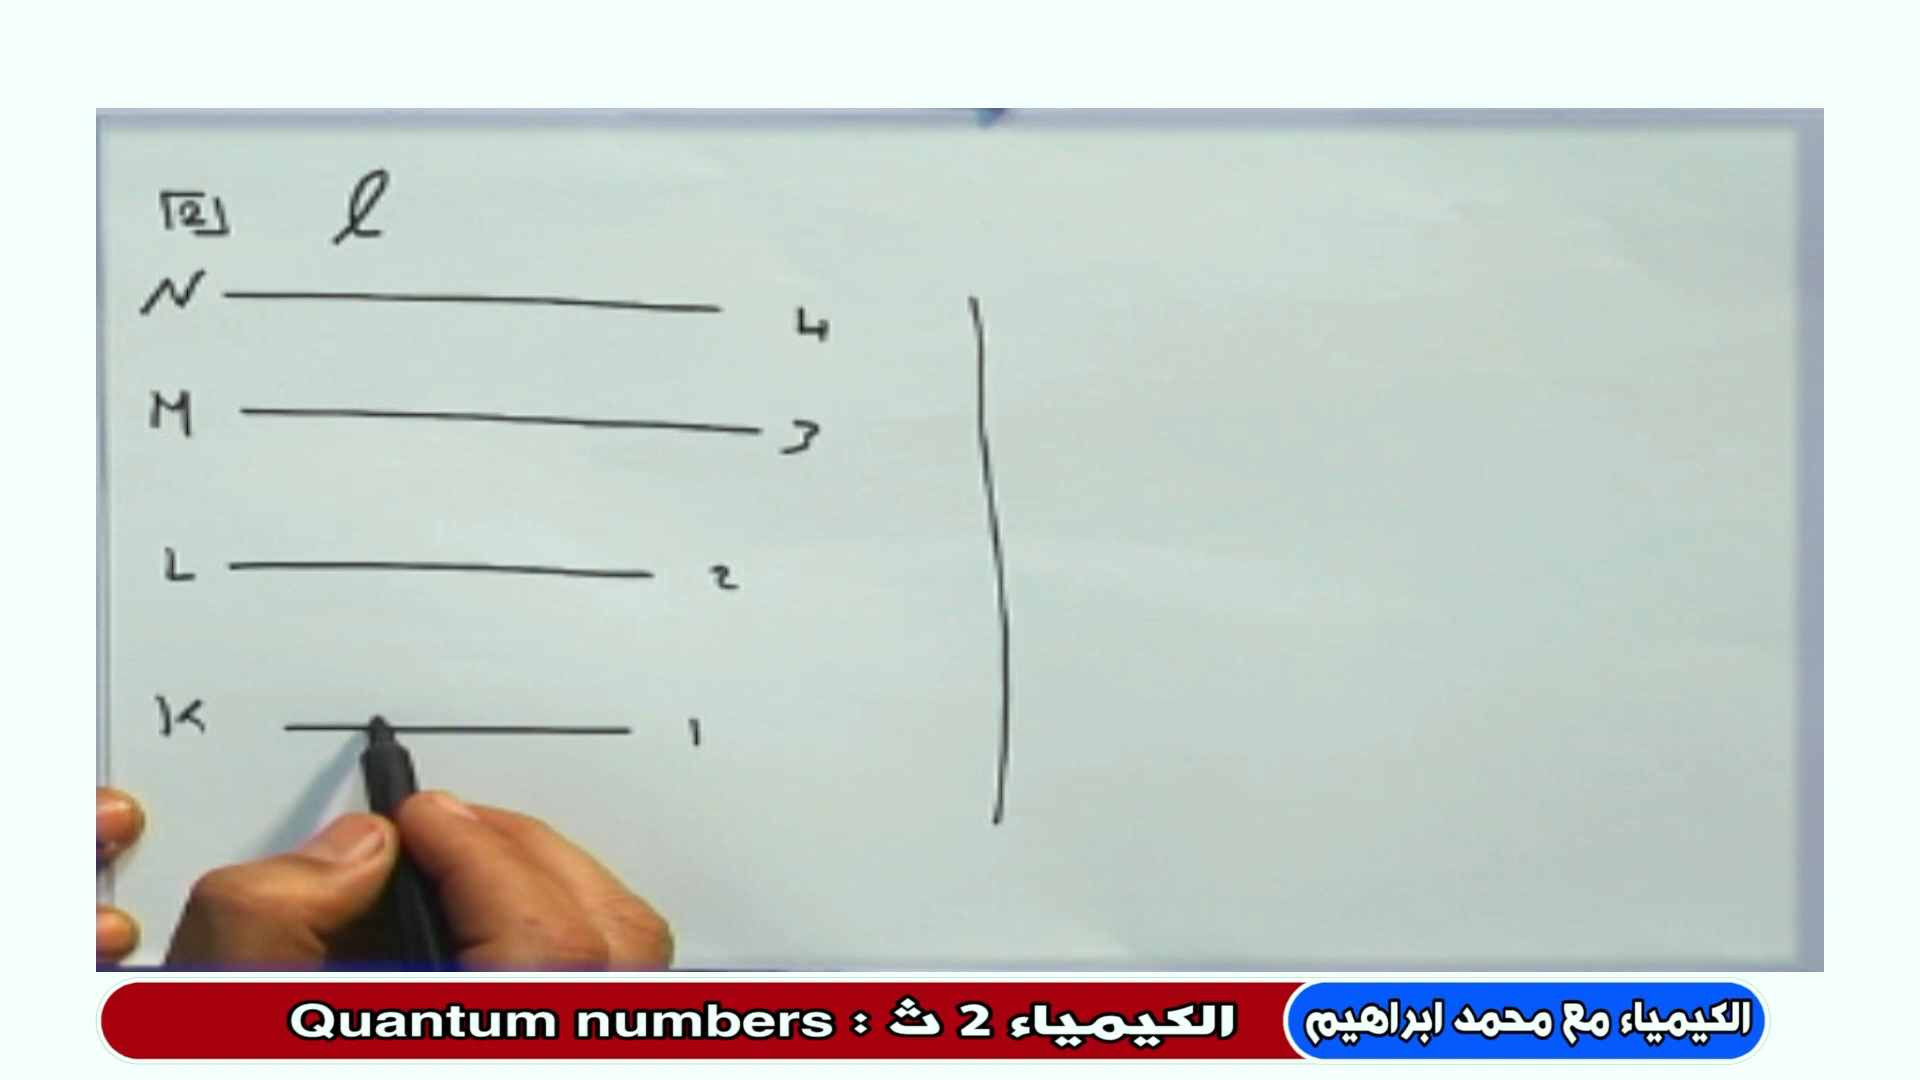 [2] l
N 4
M 3
L 2
K 1
الكيمياء 2 ث : Quantum numbers
الكيمياء مع محمد ابراهيم